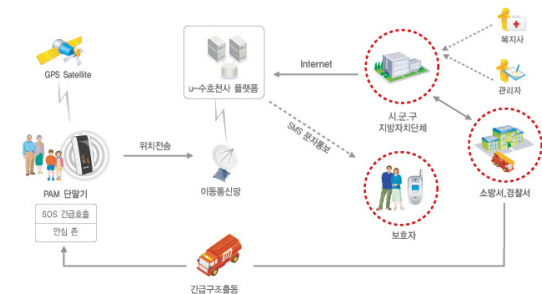 GPS Satellite
PAM 단말기
SOS 긴급호출
안심 존
위치전송
u-수호천사 플랫폼
이동통신망
Internet
SMS 문자통보
시.군.구
지방자치단체
복지사
관리자
소방서,경찰서
보호자
긴급구조출동